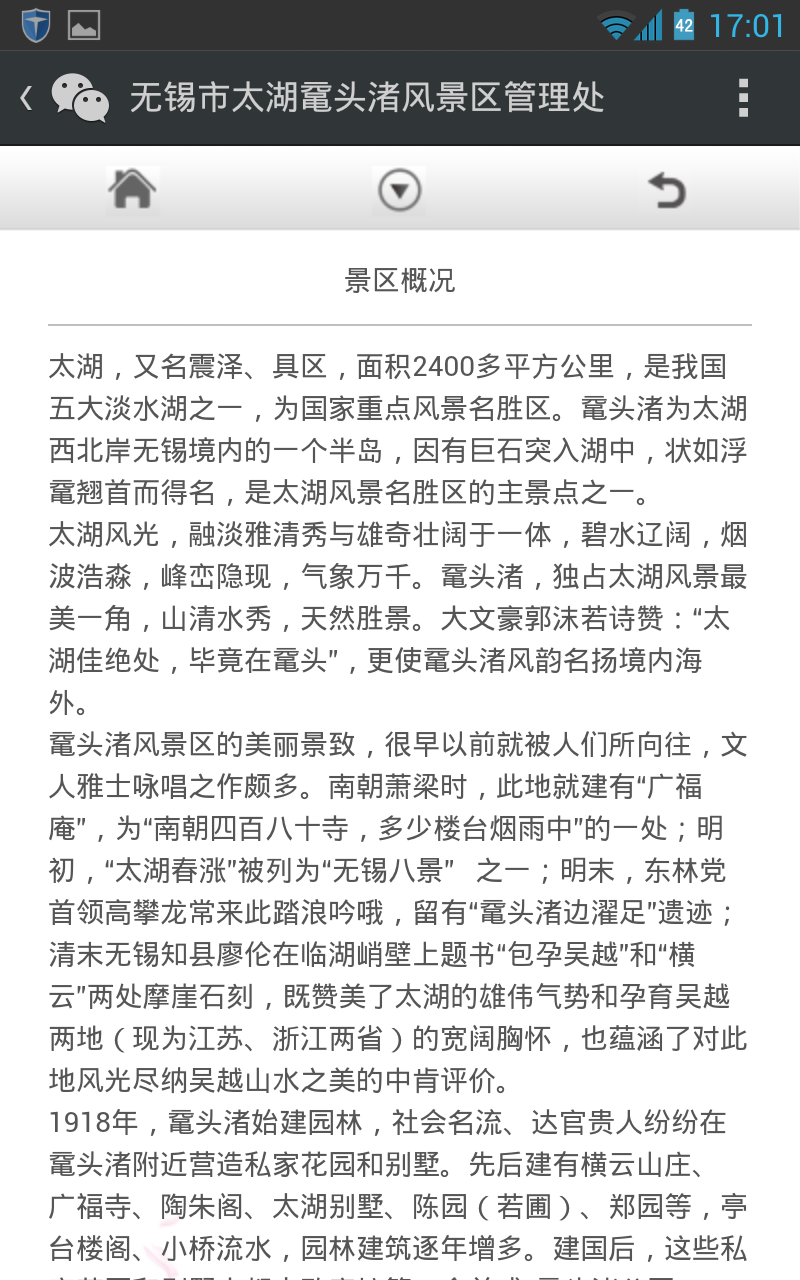 42 17:01
无锡市太湖鼋头渚风景区管理处
景区概况
太湖，又名震泽、具区，面积2400多平方公里，是我国
五大淡水湖之一，为国家重点风景名胜区。鼋头渚为太湖
西北岸无锡境内的一个半岛，因有巨石突入湖中，状如浮
鼋翘首而得名，是太湖风景名胜区的主景点之一。
太湖风光，融淡雅清秀与雄奇壮阔于一体，碧水辽阔，烟
波浩淼，峰峦隐现，气象万千。鼋头渚，独占太湖风景最
美一角，山清水秀，天然胜景。大文豪郭沫若诗赞：“太
湖佳绝处，毕竟在鼋头”，更使鼋头渚风韵名扬境内海
外。
鼋头渚风景区的美丽景致，很早以前就被人们所向往，文
人雅士咏唱之作颇多。南朝萧梁时，此地就建有“广福
庵”，为“南朝四百八十寺，多少楼台烟雨中”的一处；明
初，“太湖春涨”被列为“无锡八景” 之一；明末，东林党
首领高攀龙常来此踏浪吟哦，留有“鼋头渚边濯足”遗迹；
清末无锡知县廖伦在临湖峭壁上题书“包孕吴越”和“横
云”两处摩崖石刻，既赞美了太湖的雄伟气势和孕育吴越
两地（现为江苏、浙江两省）的宽阔胸怀，也蕴涵了对此
地风光尽纳吴越山水之美的中肯评价。
1918年，鼋头渚始建园林，社会名流、达官贵人纷纷在
鼋头渚附近营造私家花园和别墅。先后建有横云山庄、
广福寺、陶朱阁、太湖别墅、陈园（若圃）、郑园等，亭
台楼阁、小桥流水，园林建筑逐年增多。建国后，这些私